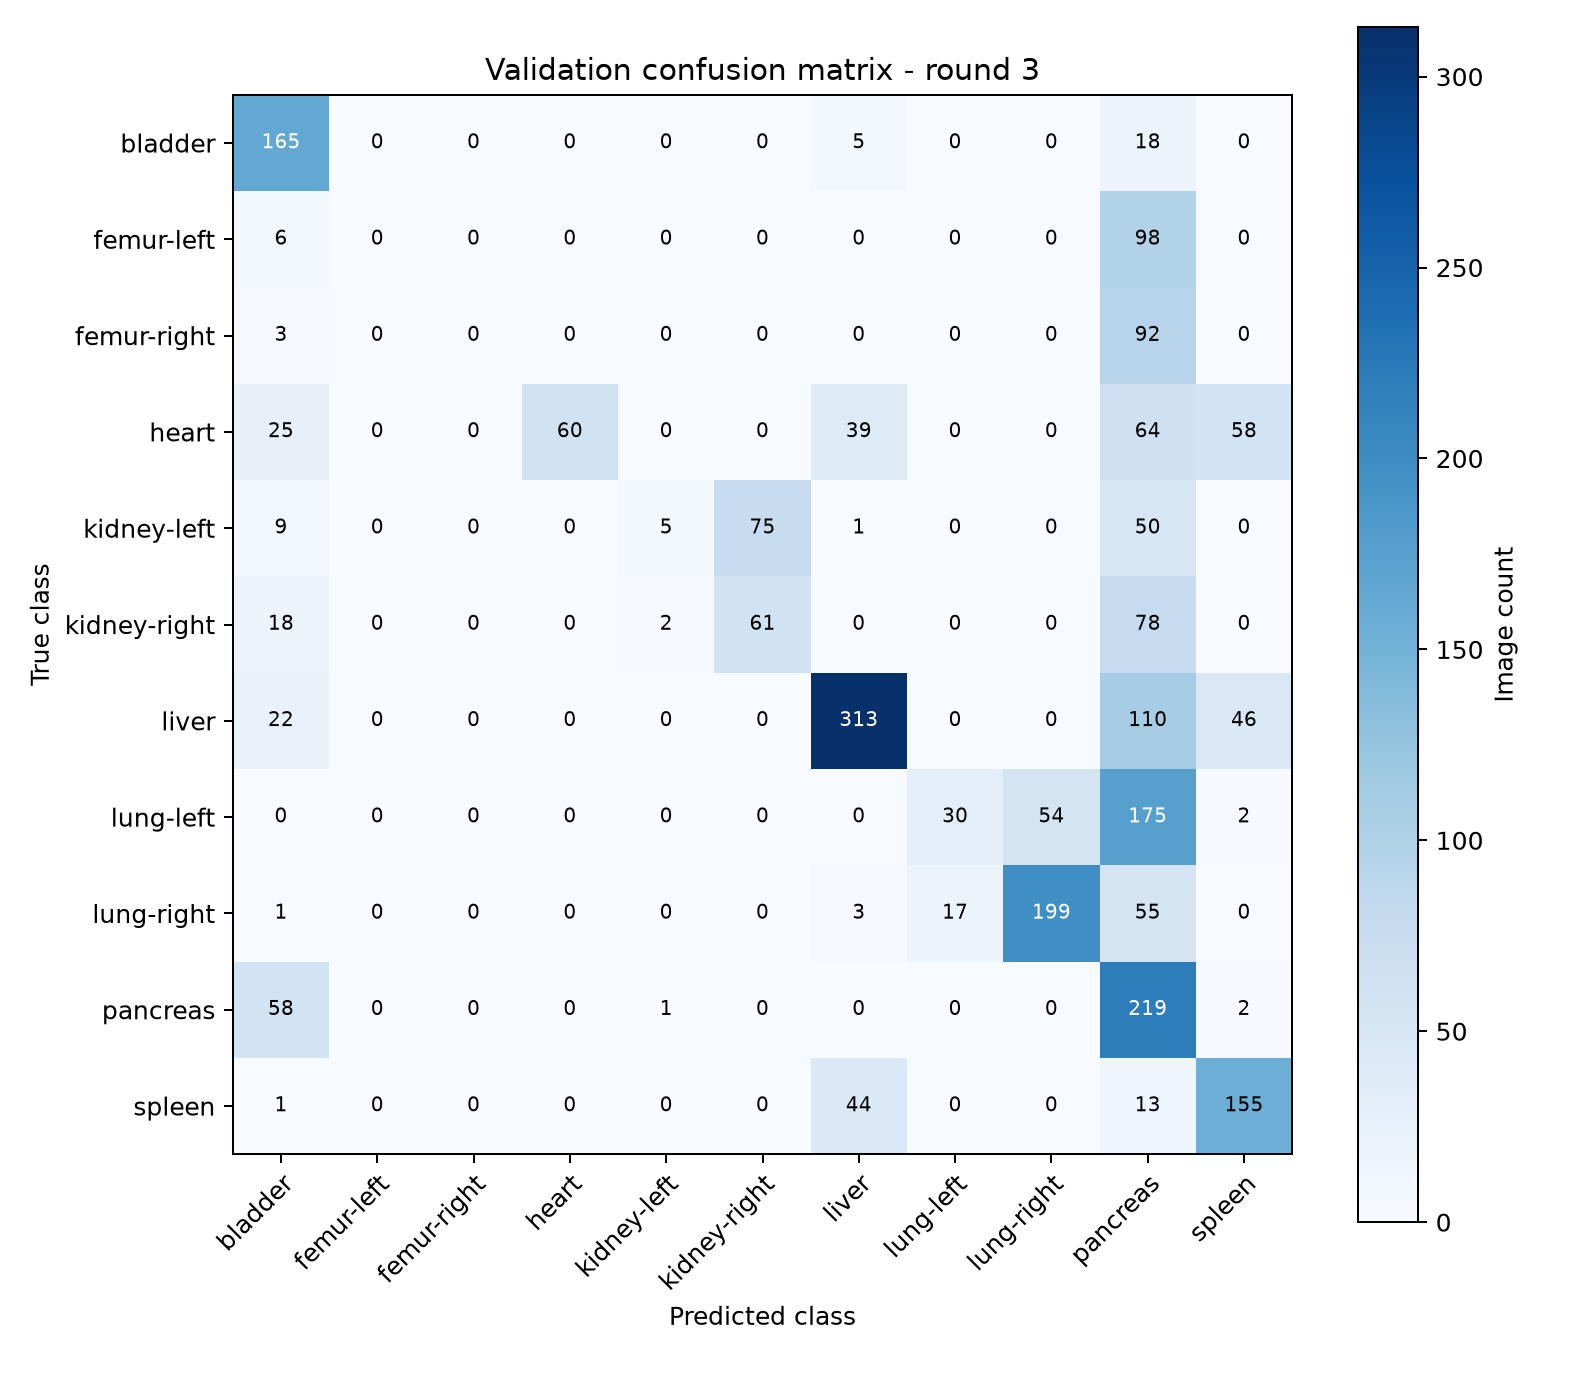 Validation confusion matrix - round 3
bladder 165 0 0 0 0 0 5 0 0 18 0
femur-left 6 0 0 0 0 0 0 0 0 98 0
femur-right 3 0 0 0 0 0 0 0 0 92 0
heart 25 0 0 60 0 0 39 0 0 64 58
kidney-left 9 0 0 0 5 75 1 0 0 50 0
kidney-right 18 0 0 0 2 61 0 0 0 78 0
liver 22 0 0 0 0 0 313 0 0 110 46
lung-left 0 0 0 0 0 0 0 30 54 175 2
lung-right 1 0 0 0 0 0 3 17 199 55 0
pancreas 58 0 0 0 1 0 0 0 0 219 2
spleen 1 0 0 0 0 0 44 0 0 13 155
bladder femur-left femur-right heart kidney-left kidney-right liver lung-left lung-right pancreas spleen
Predicted class
True class
300
250
200
150
100
50
0
Image count